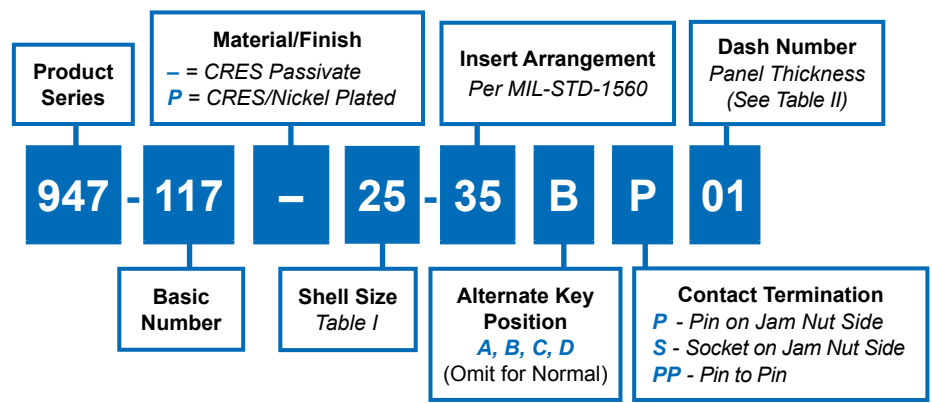 Product
Series
Material/Finish
– = CRES Passivate
P = CRES/Nickel Plated
Insert Arrangement
Per MIL-STD-1560
Dash Number
Panel Thickness
(See Table II)
947 - 117 – 25 - 35 B P 01
Basic
Number
Shell Size
Table I
Alternate Key
Position
A, B, C, D
(Omit for Normal)
Contact Termination
P - Pin on Jam Nut Side
S - Socket on Jam Nut Side
PP - Pin to Pin